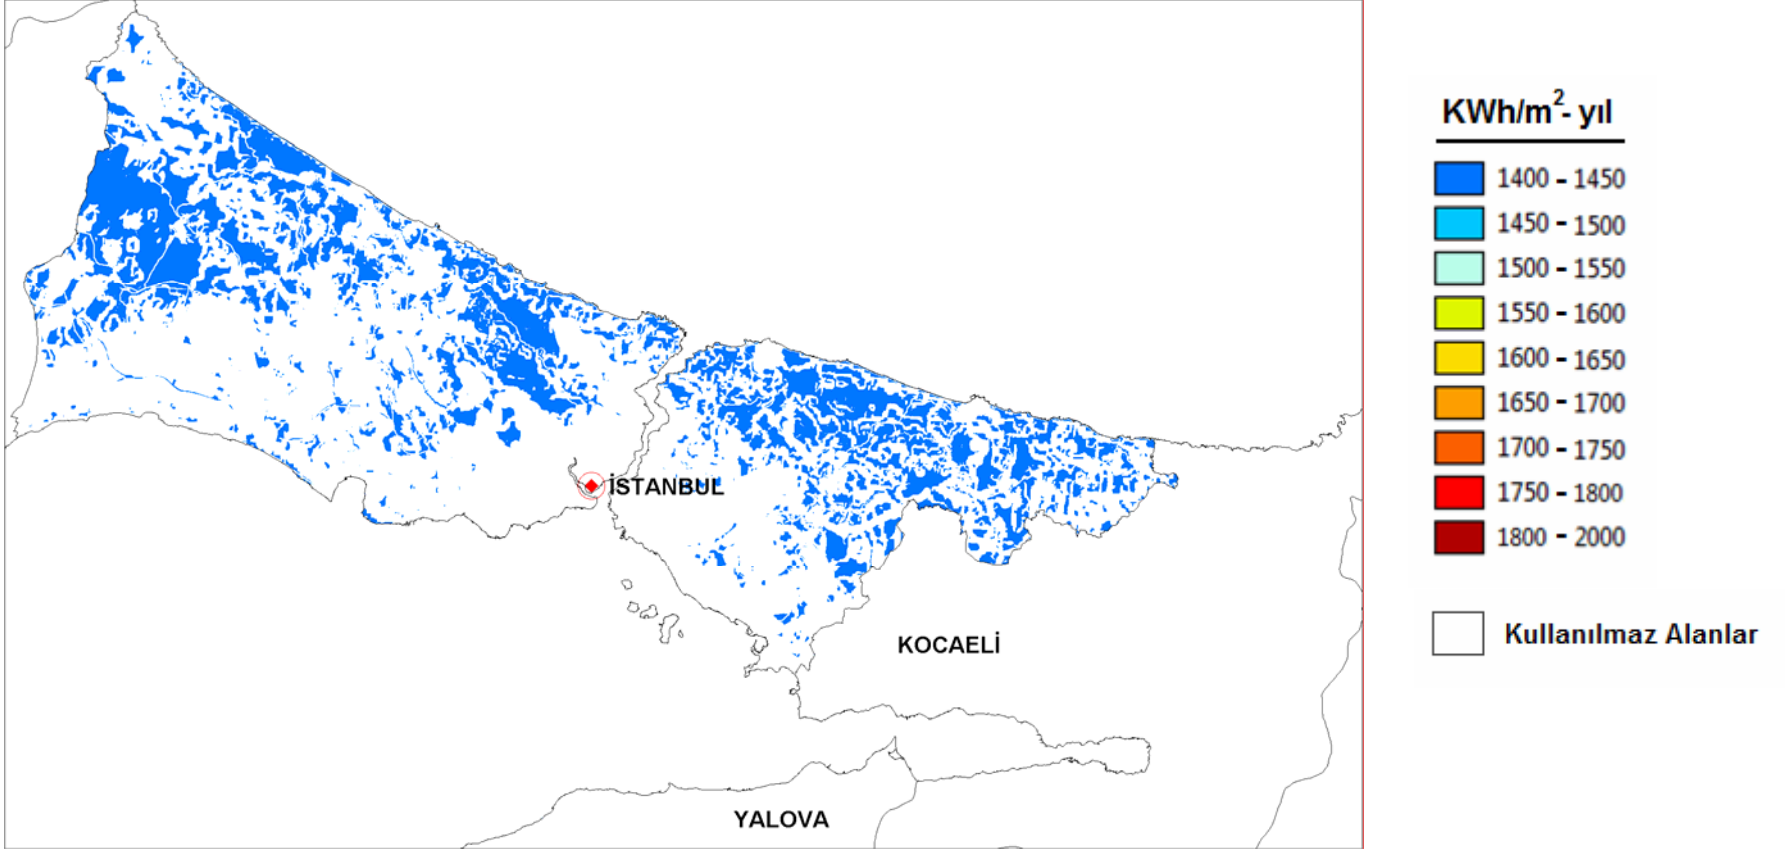 KWh/m²- yıl
1400 - 1450
1450 - 1500
1500 - 1550
1550 - 1600
1600 - 1650
1650 - 1700
1700 - 1750
1750 - 1800
1800 - 2000
Kullanılmaz Alanlar
İSTANBUL
KOCAELİ
YALOVA